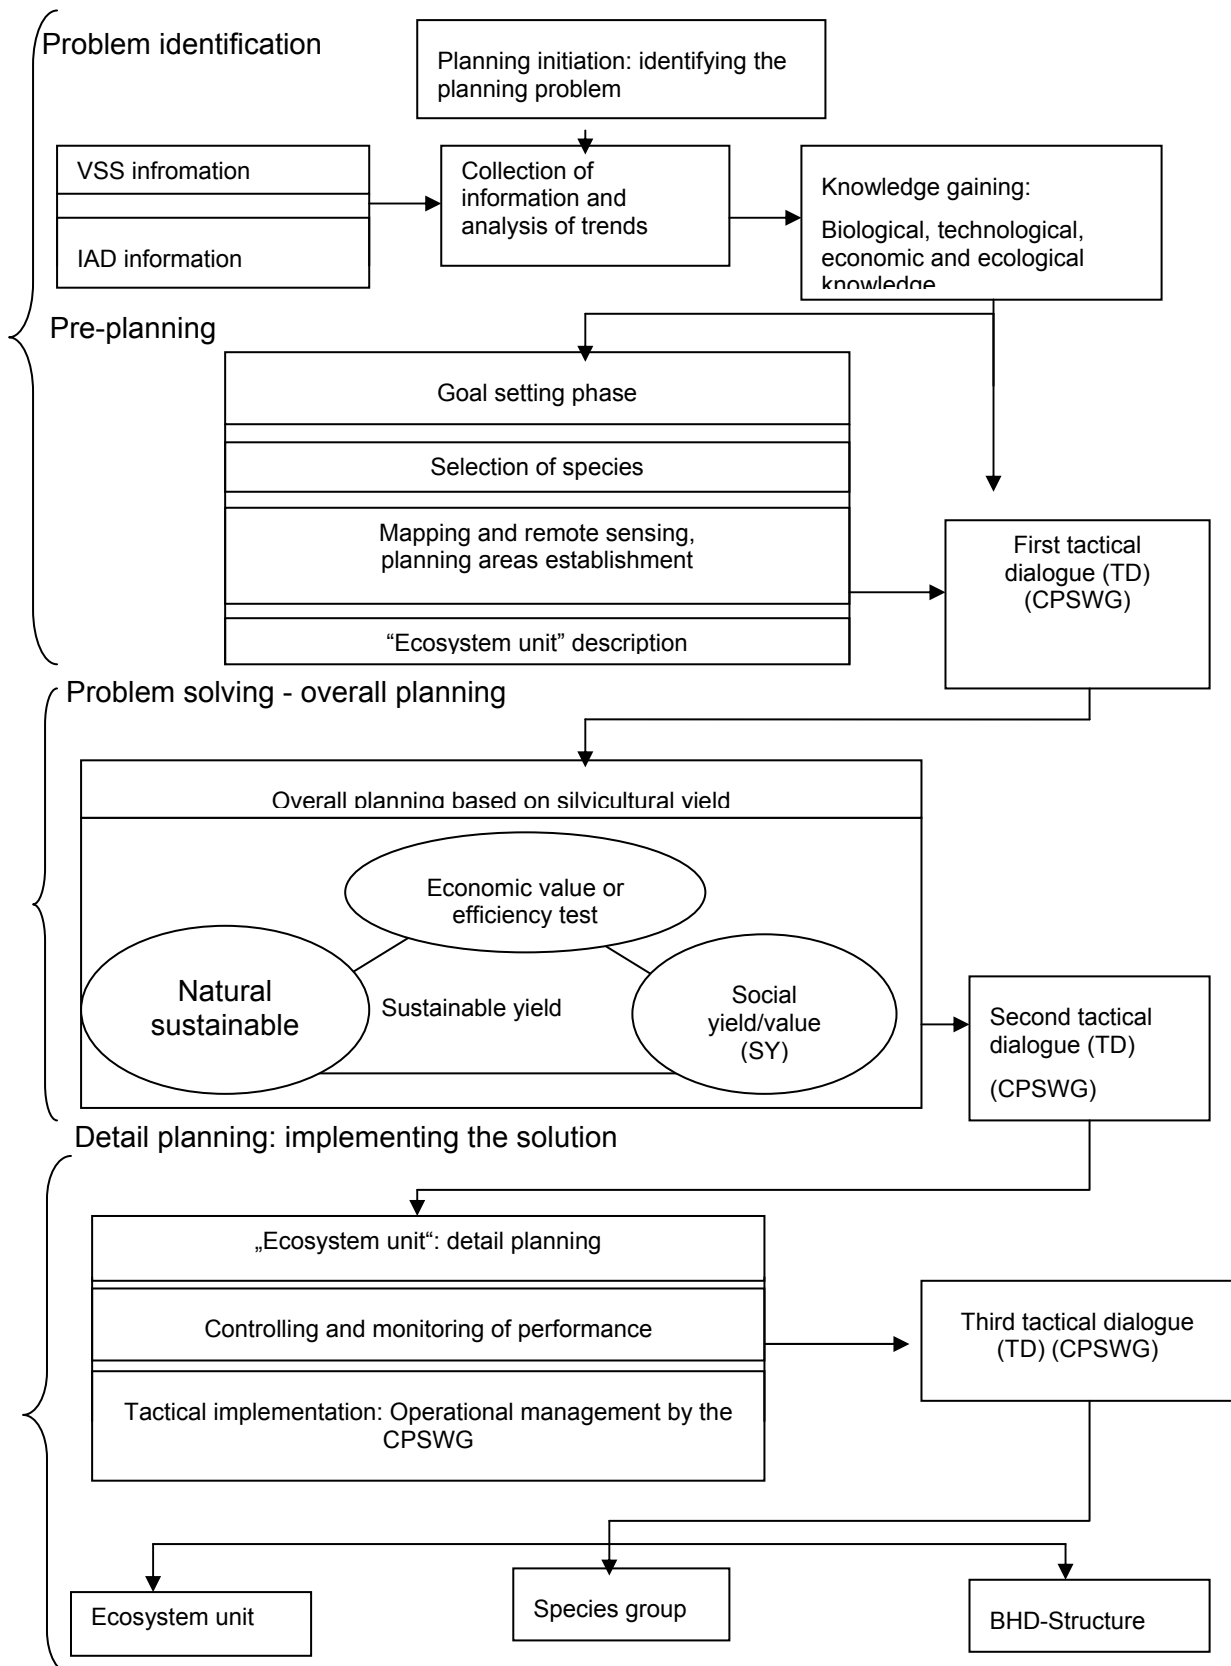 Problem identification
Planning initiation: identifying the
planning problem
VSS infromation
IAD information
Collection of
information and
analysis of trends
Knowledge gaining:
Biological, technological,
economic and ecological
knowledge
Pre-planning
Goal setting phase
Selection of species
Mapping and remote sensing,
planning areas establishment
“Ecosystem unit” description
First tactical
dialogue (TD)
(CPSWG)
Problem solving - overall planning
Overall planning based on silvicultural yield
Economic value or
efficiency test
Natural
sustainable
Sustainable yield
Social
yield/value
(SY)
Second tactical
dialogue (TD)
(CPSWG)
Detail planning: implementing the solution
„Ecosystem unit“: detail planning
Controlling and monitoring of performance
Tactical implementation: Operational management by the
CPSWG
Third tactical dialogue
(TD) (CPSWG)
Ecosystem unit
Species group
BHD-Structure